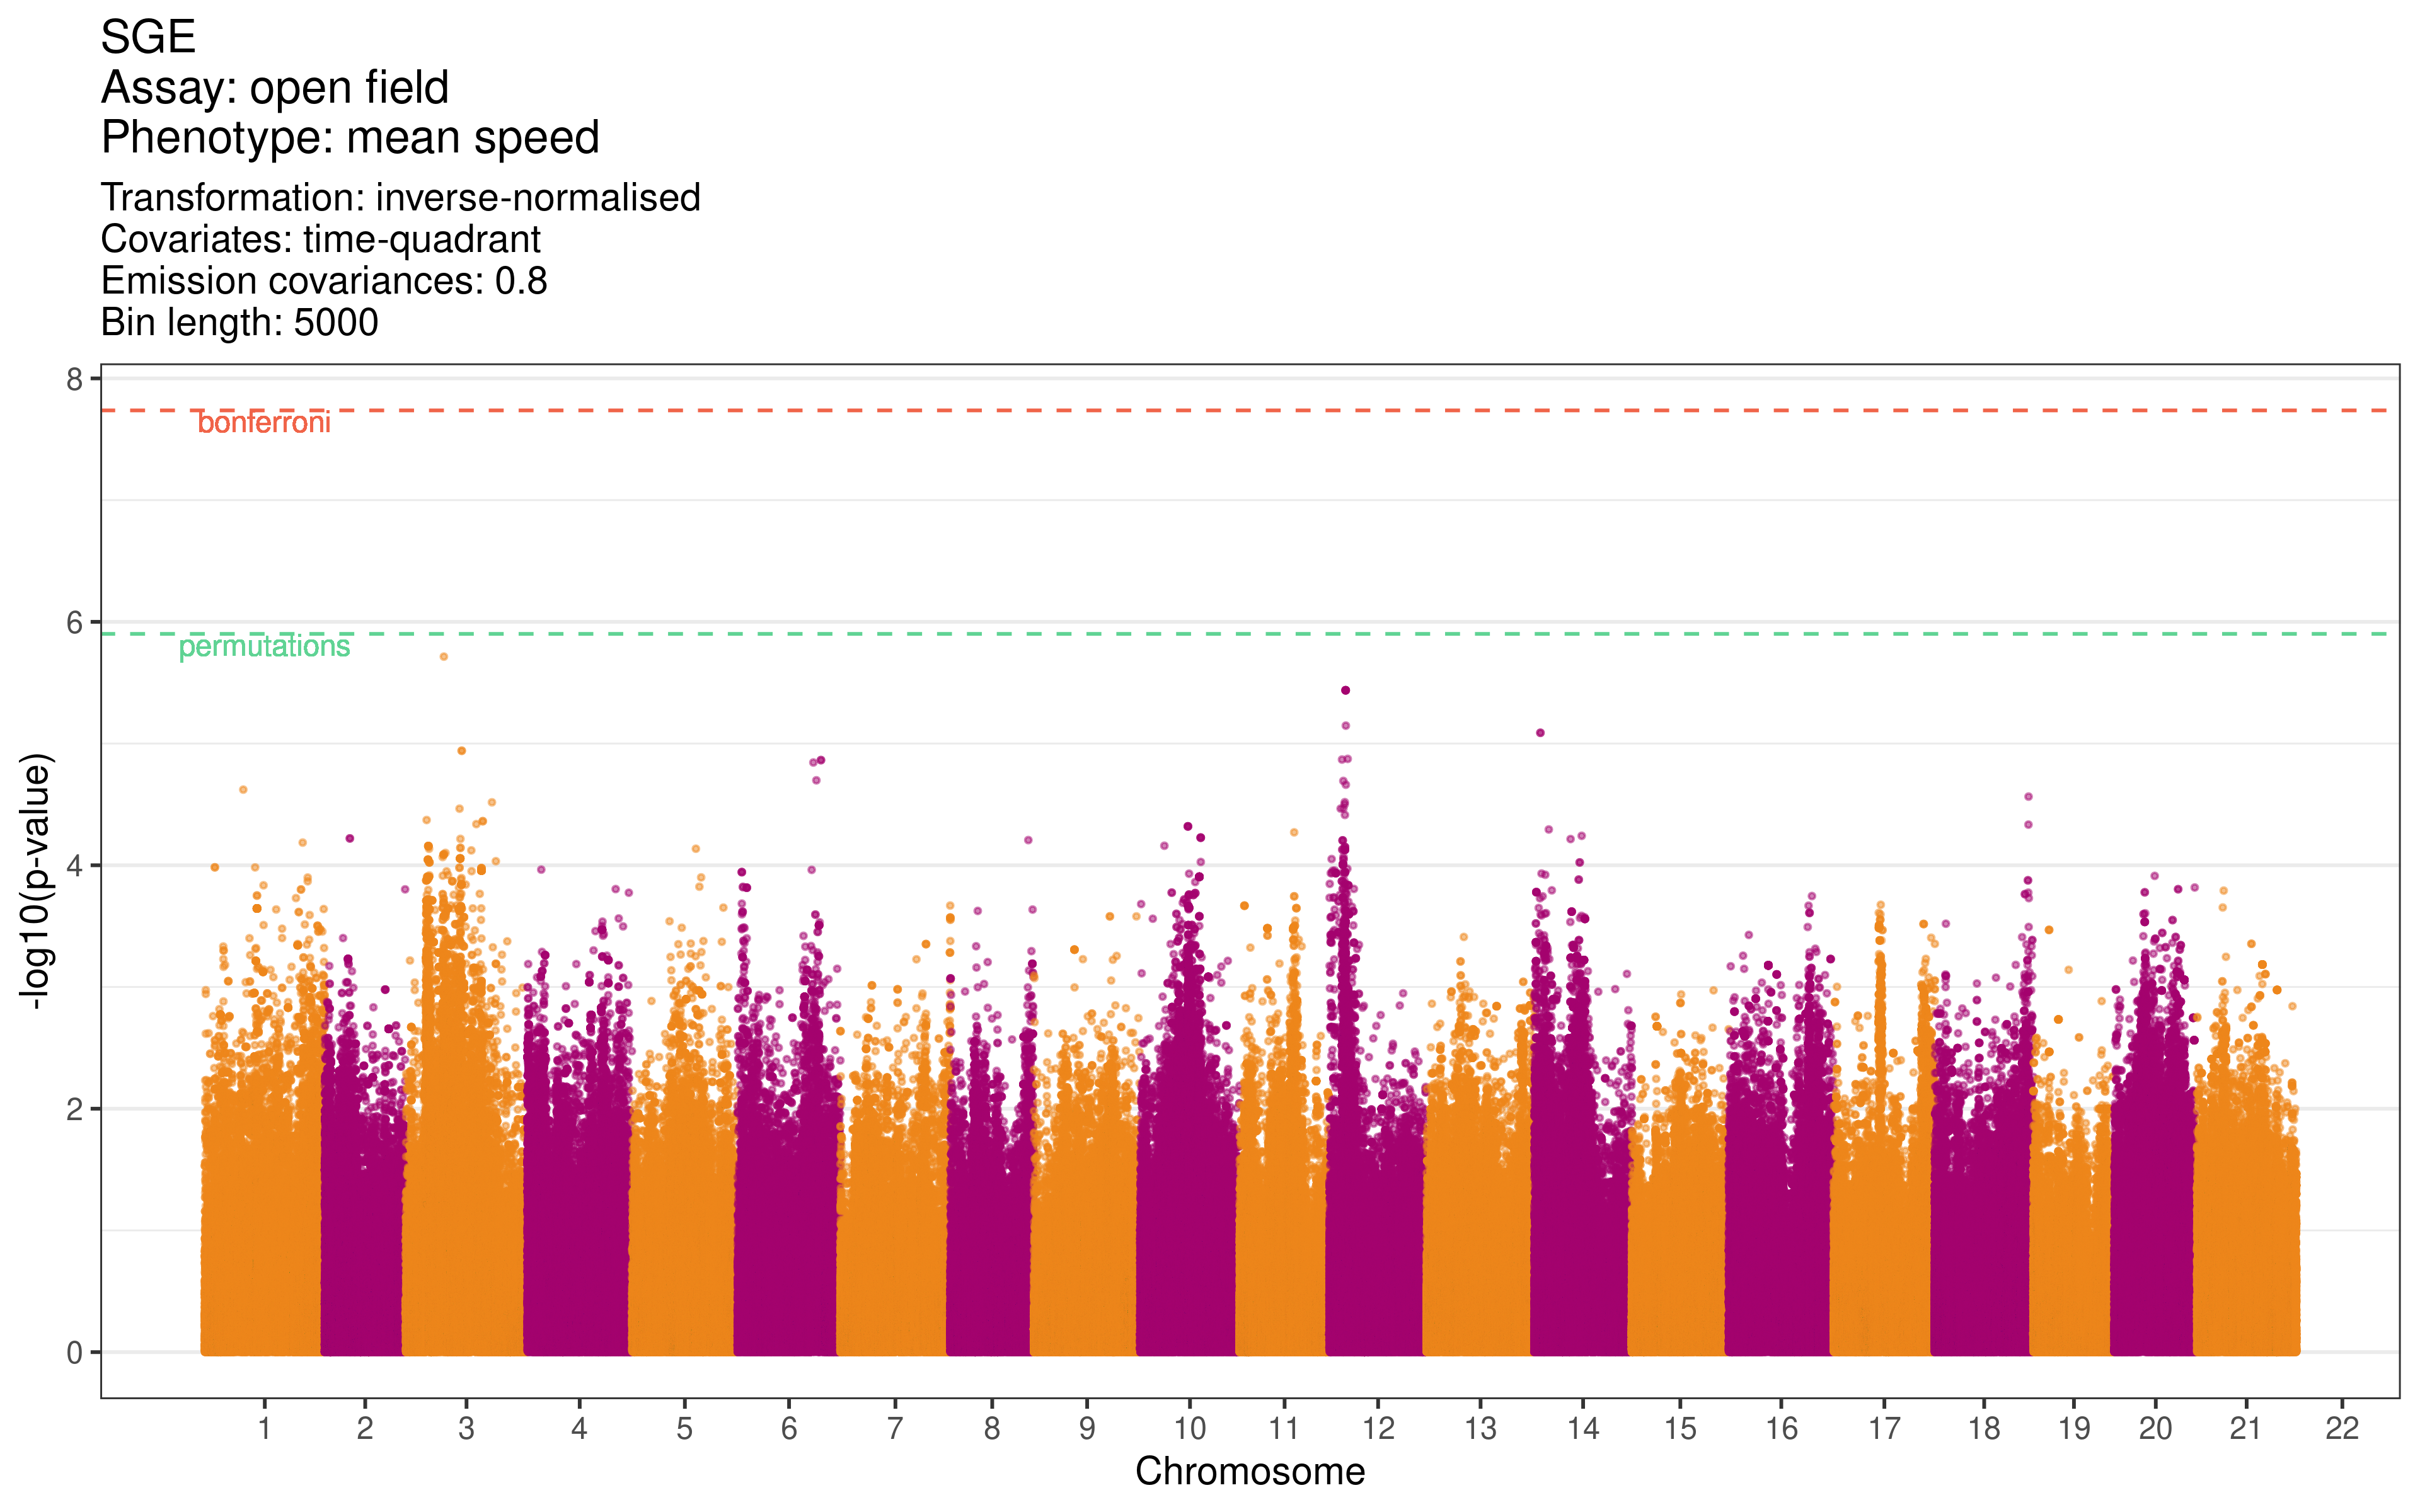 SGE
Assay: open field
Phenotype: mean speed
Transformation: inverse-normalised
Covariates: time-quadrant
Emission covariances: 0.8
Bin length: 5000
8
bonferroni
6
permutations
4
2
0
-log10(p-value)
1 2 3 4 5 6 7 8 9 10 11 12 13 14 15 16 17 18 19 20 21 22
Chromosome